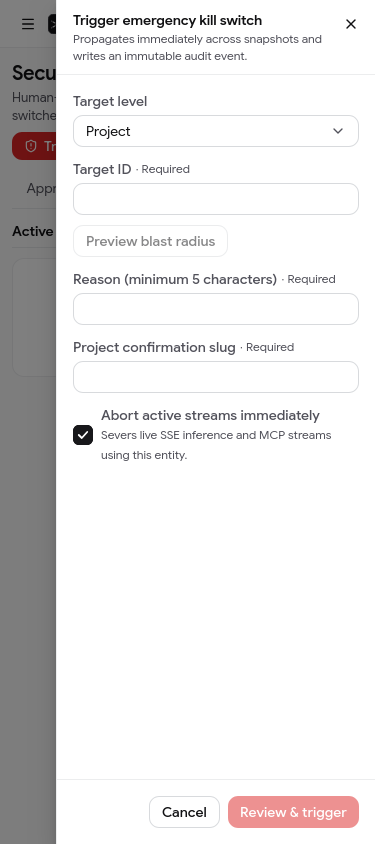 Trigger emergency kill switch
Propagates immediately across snapshots and
writes an immutable audit event.
Secu
Human-
switche
Tr
Appr
Active
Target level
Project
Target ID · Required
Preview blast radius
Reason (minimum 5 characters) · Required
Project confirmation slug · Required
Abort active streams immediately
Severs live SSE inference and MCP streams
using this entity.
Cancel
Review & trigger